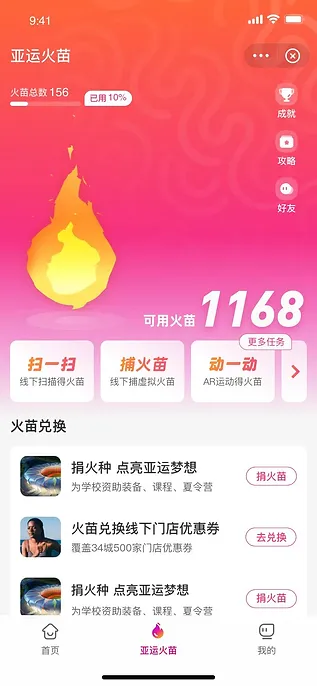 9:41
亚运火苗
火苗总数 156
已用 10%
成就
攻略
好友
可用火苗 1168
更多任务
扫一扫
线下扫描得火苗
捕火苗
线下捕虚拟火苗
动一动
AR运动得火苗
火苗兑换
捐火种 点亮亚运梦想
为学校资助装备、课程、夏令营
捐火苗
火苗兑换线下门店优惠券
覆盖34城500家门店优惠券
去兑换
捐火种 点亮亚运梦想
为学校资助装备、课程、夏令营
捐火苗
首页
亚运火苗
我的